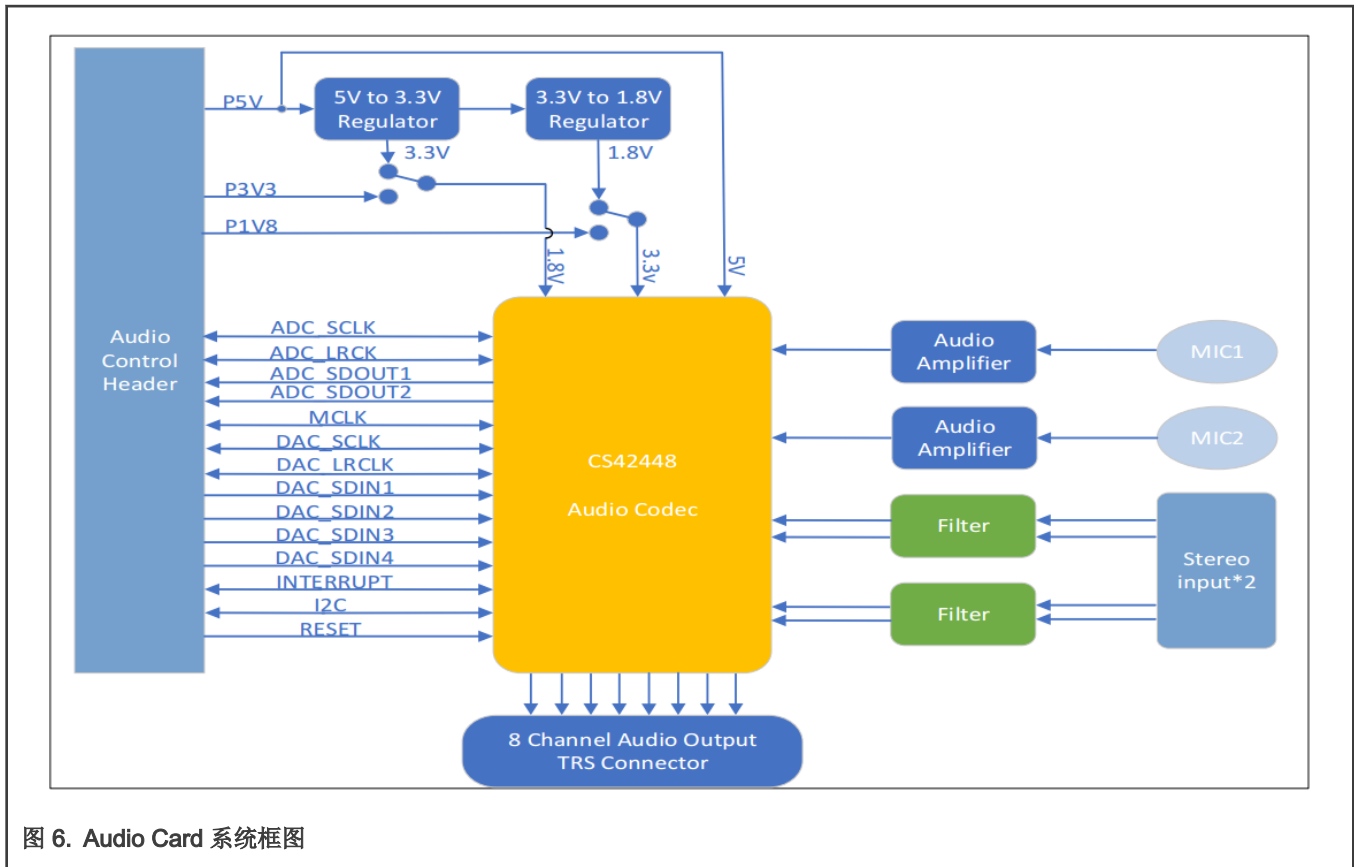 P5V
5V to 3.3V
Regulator
3.3V to 1.8V
Regulator
3.3V
1.8V
P3V3
P1V8
1.8V
3.3v
5V
Audio
Control
Header
ADC_SCLK
ADC_LRCK
ADC_SDOUT1
ADC_SDOUT2
MCLK
DAC_SCLK
DAC_LRCLK
DAC_SDIN1
DAC_SDIN2
DAC_SDIN3
DAC_SDIN4
INTERRUPT
I2C
RESET
CS42448
Audio Codec
Audio
Amplifier
MIC1
Audio
Amplifier
MIC2
Filter
Filter
Stereo
input*2
8 Channel Audio Output
TRS Connector
图 6. Audio Card 系统框图